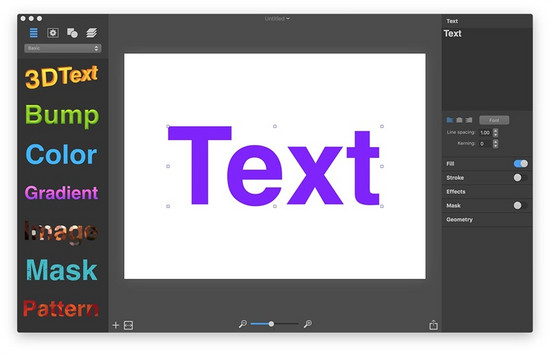 Untitled
Basic
3DText
Bump
Color
Gradient
Image
Mask
Pattern
Text
Text
Text
Font
Line spacing: 1.00
Kerning: 0
Fill
Stroke
Effects
Mask
Geometry